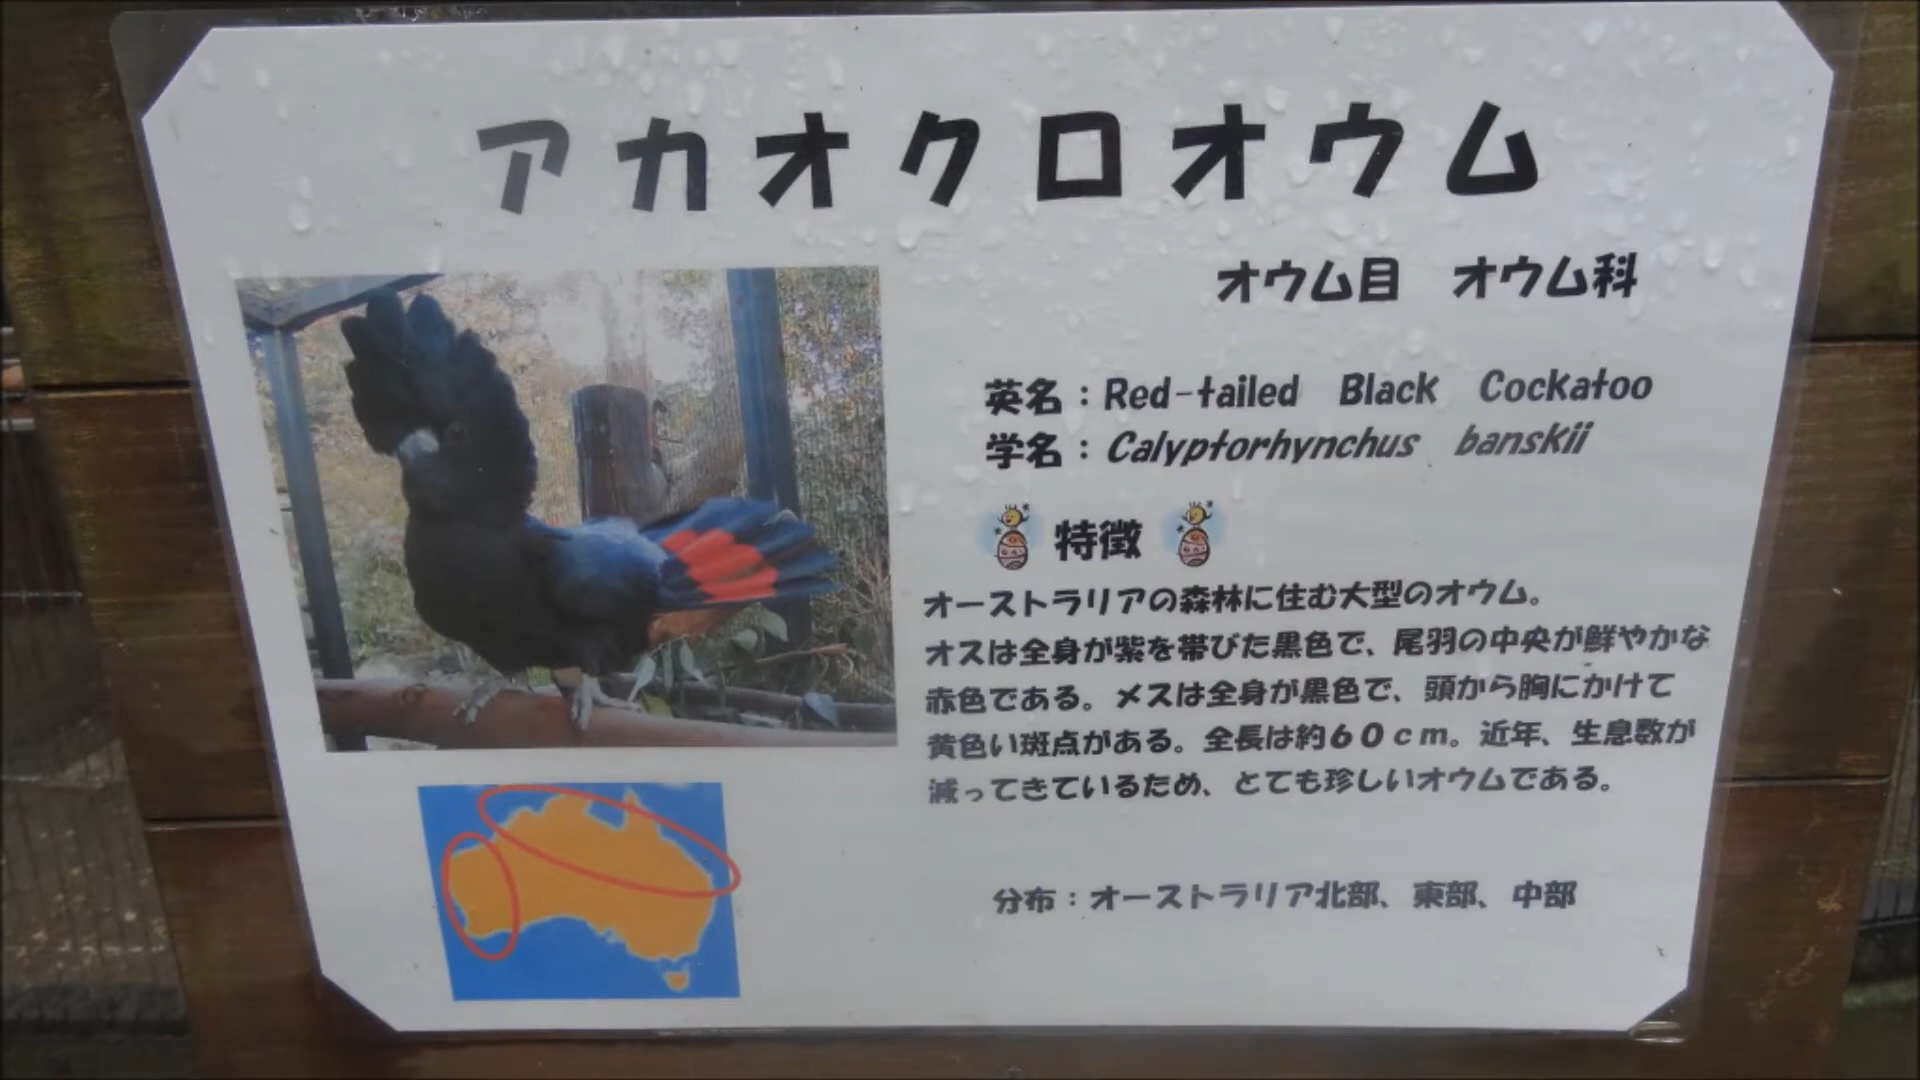 アカオクロオウム
オウム目 オウム科
英名：Red-tailed Black Cockatoo
学名：Calyptorhynchus banskii
特徴
オーストラリアの森林に住む大型のオウム。
オスは全身が紫を帯びた黒色で、尾羽の中央が鮮やかな
赤色である。メスは全身が黒色で、頭から胸にかけて
黄色い斑点がある。全長は約６０ｃｍ。近年、生息数が
減ってきているため、とても珍しいオウムである。
分布：オーストラリア北部、東部、中部